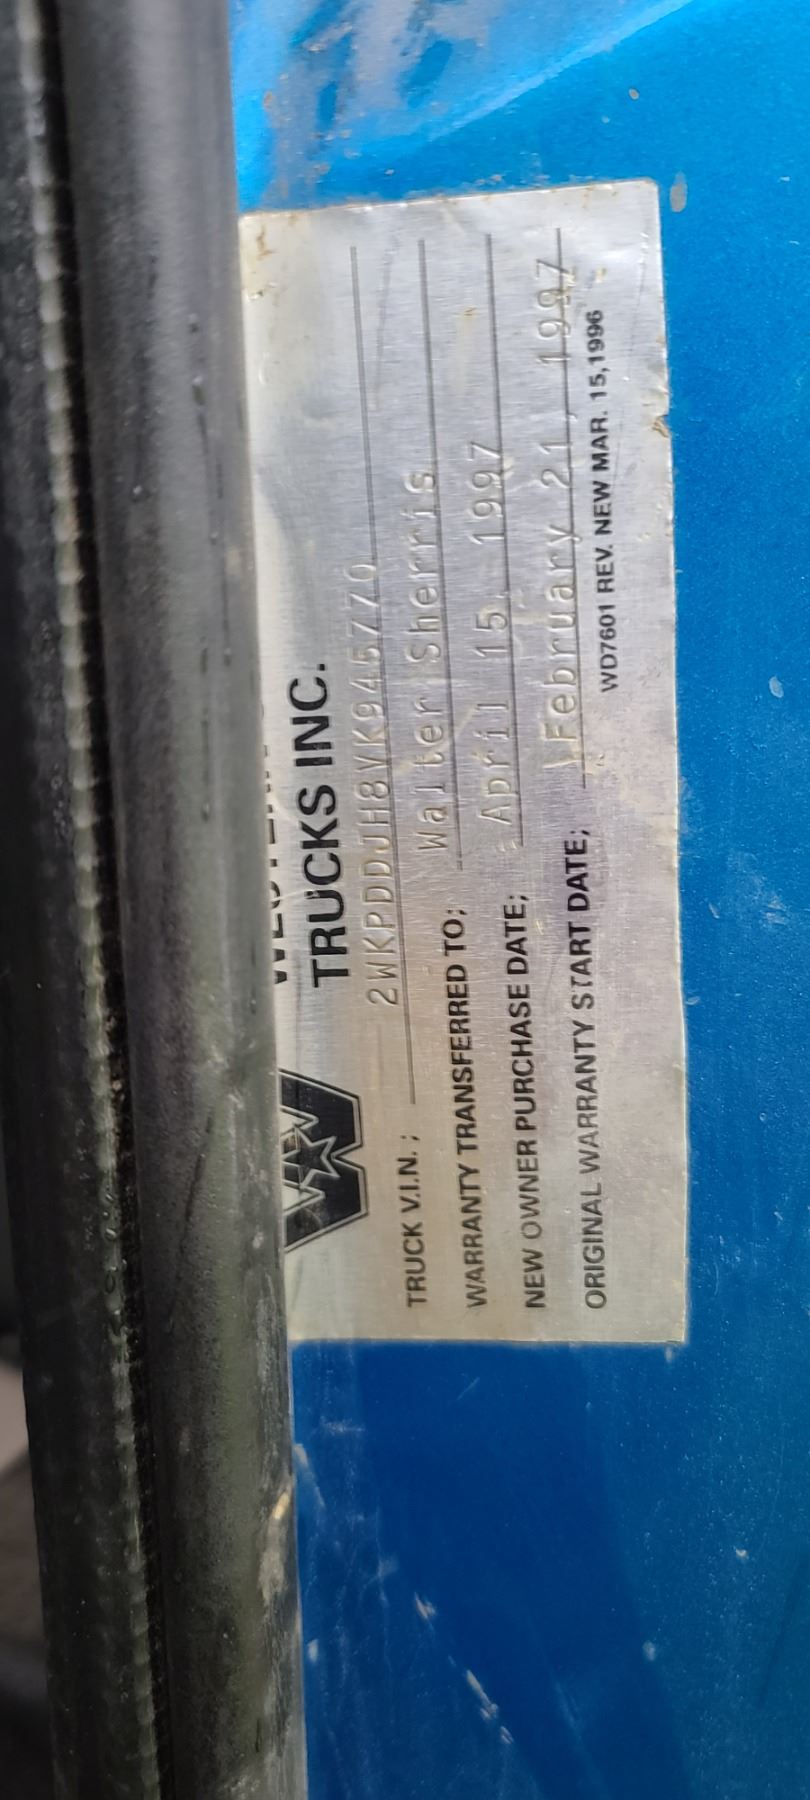 TRUCKS INC.
TRUCK V.I.N. ; 2WKPDDJH8VK945770
WARRANTY TRANSFERRED TO; Walter Sherris
NEW OWNER PURCHASE DATE; April 15, 1997
ORIGINAL WARRANTY START DATE; February 21, 1997
WD7601 REV. NEW MAR. 15,1996